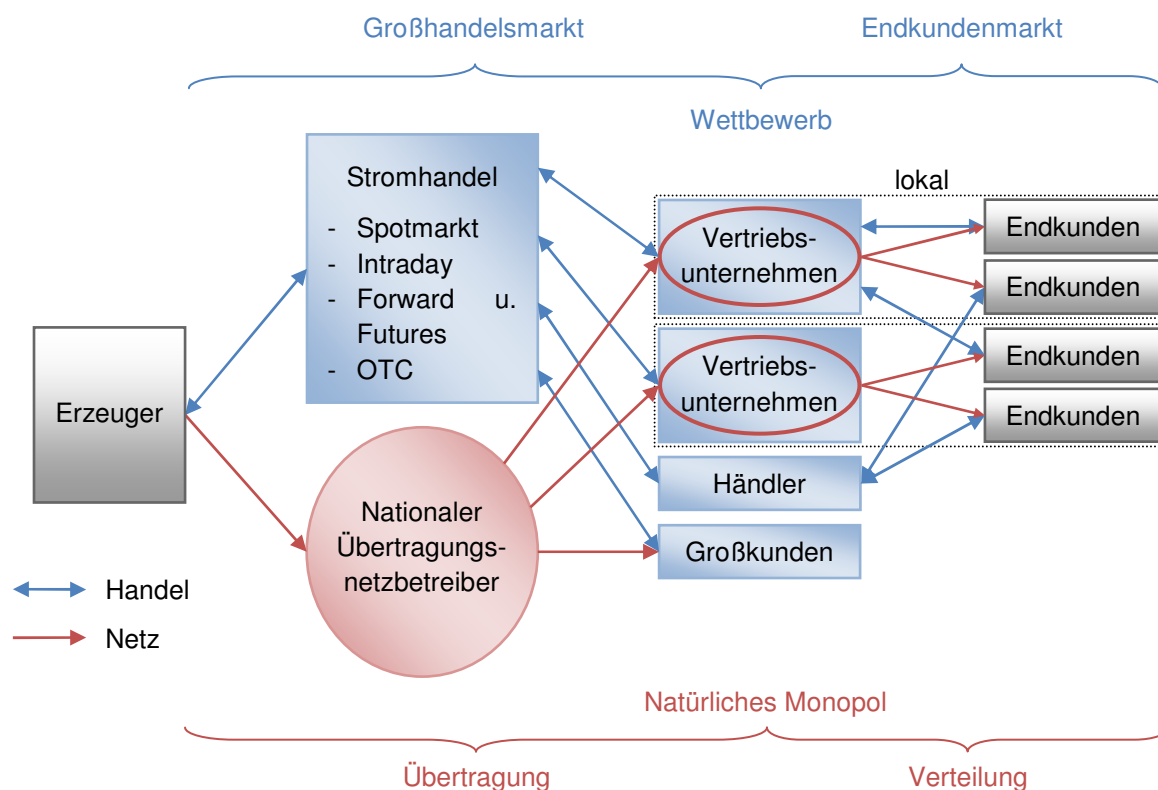 Großhandelsmarkt
Endkundenmarkt
Wettbewerb
Stromhandel
- Spotmarkt
- Intraday
- Forward u.
Futures
- OTC
lokal
Vertriebs-
unternehmen
Endkunden
Endkunden
Vertriebs-
unternehmen
Endkunden
Endkunden
Erzeuger
Händler
Großkunden
Nationaler
Übertragungs-
netzbetreiber
Handel
Netz
Natürliches Monopol
Übertragung
Verteilung